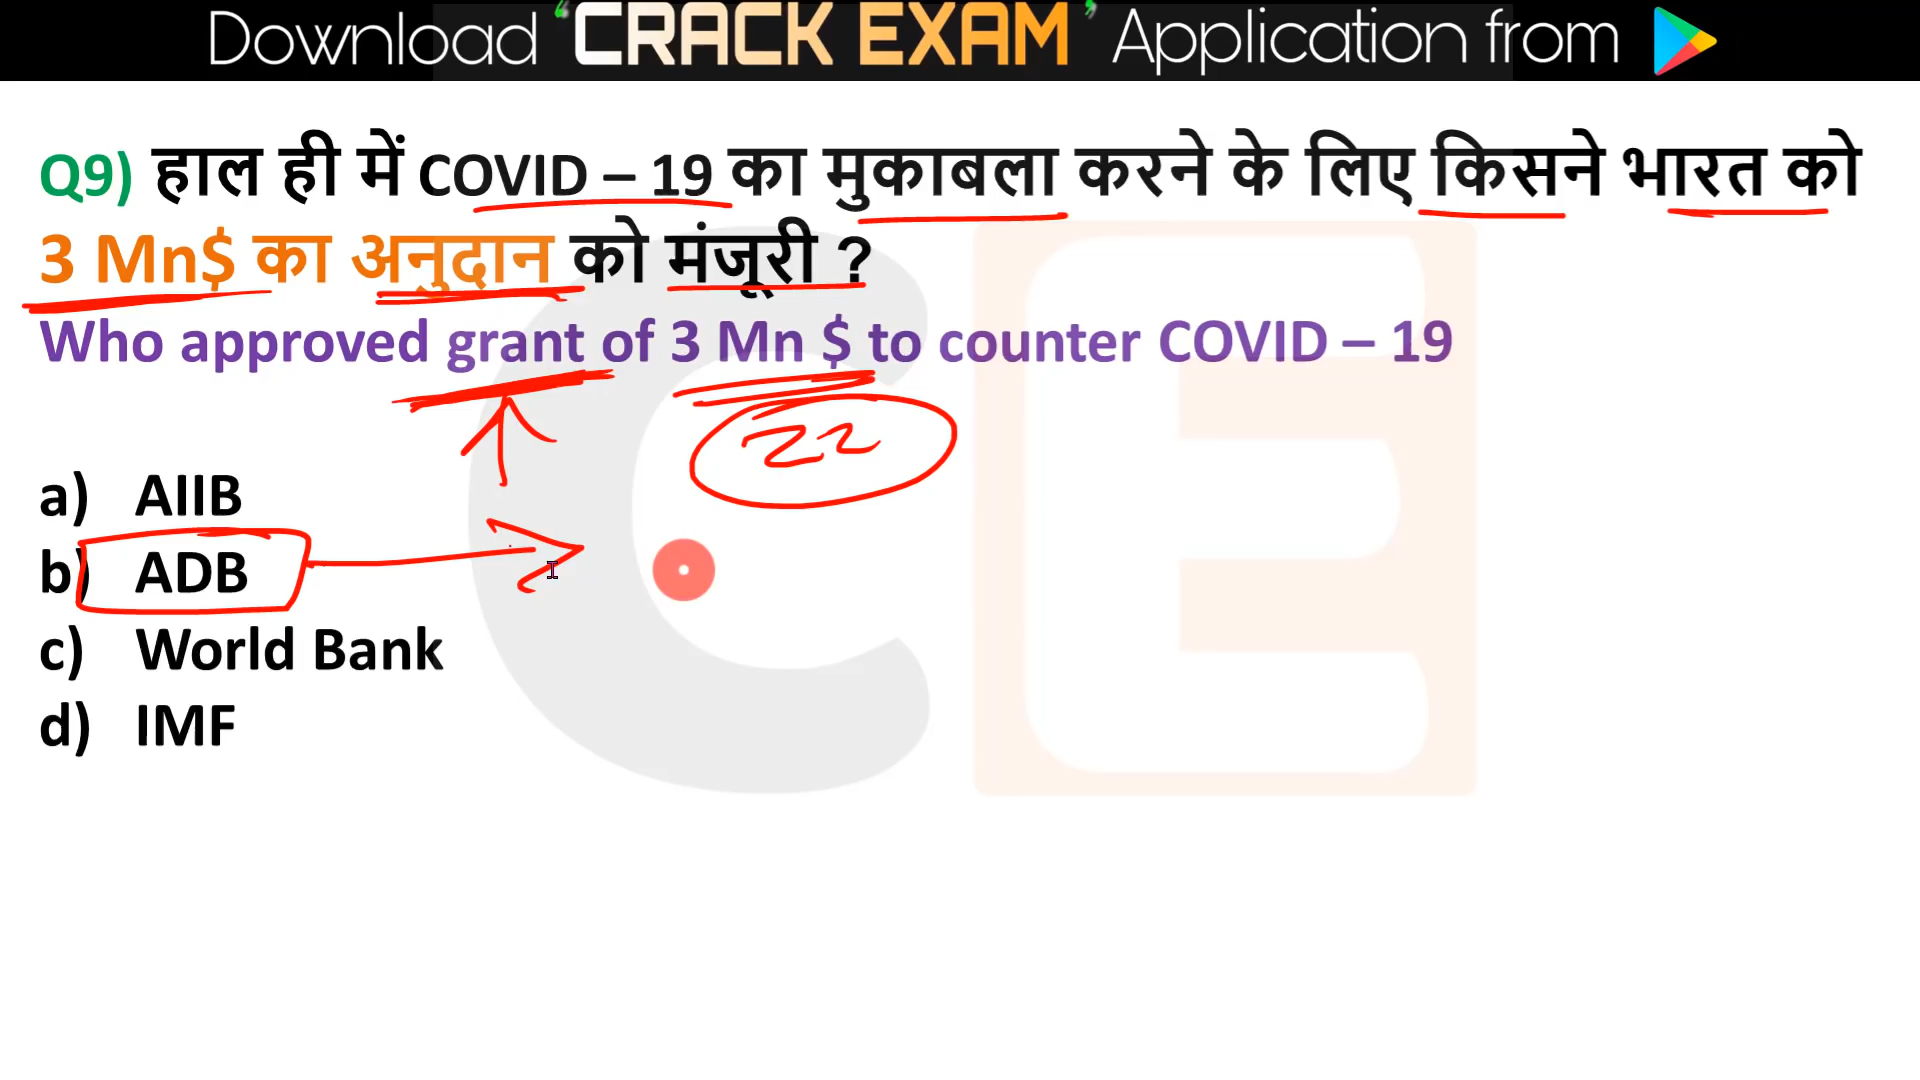 Download ‘CRACK EXAM’ Application from
Q9) हाल ही में COVID – 19 का मुकाबला करने के लिए किसने भारत को
3 Mn$ का अनुदान को मंजूरी ?
Who approved grant of 3 Mn $ to counter COVID – 19
22
a) AIIB
b) ADB
c) World Bank
d) IMF
CE